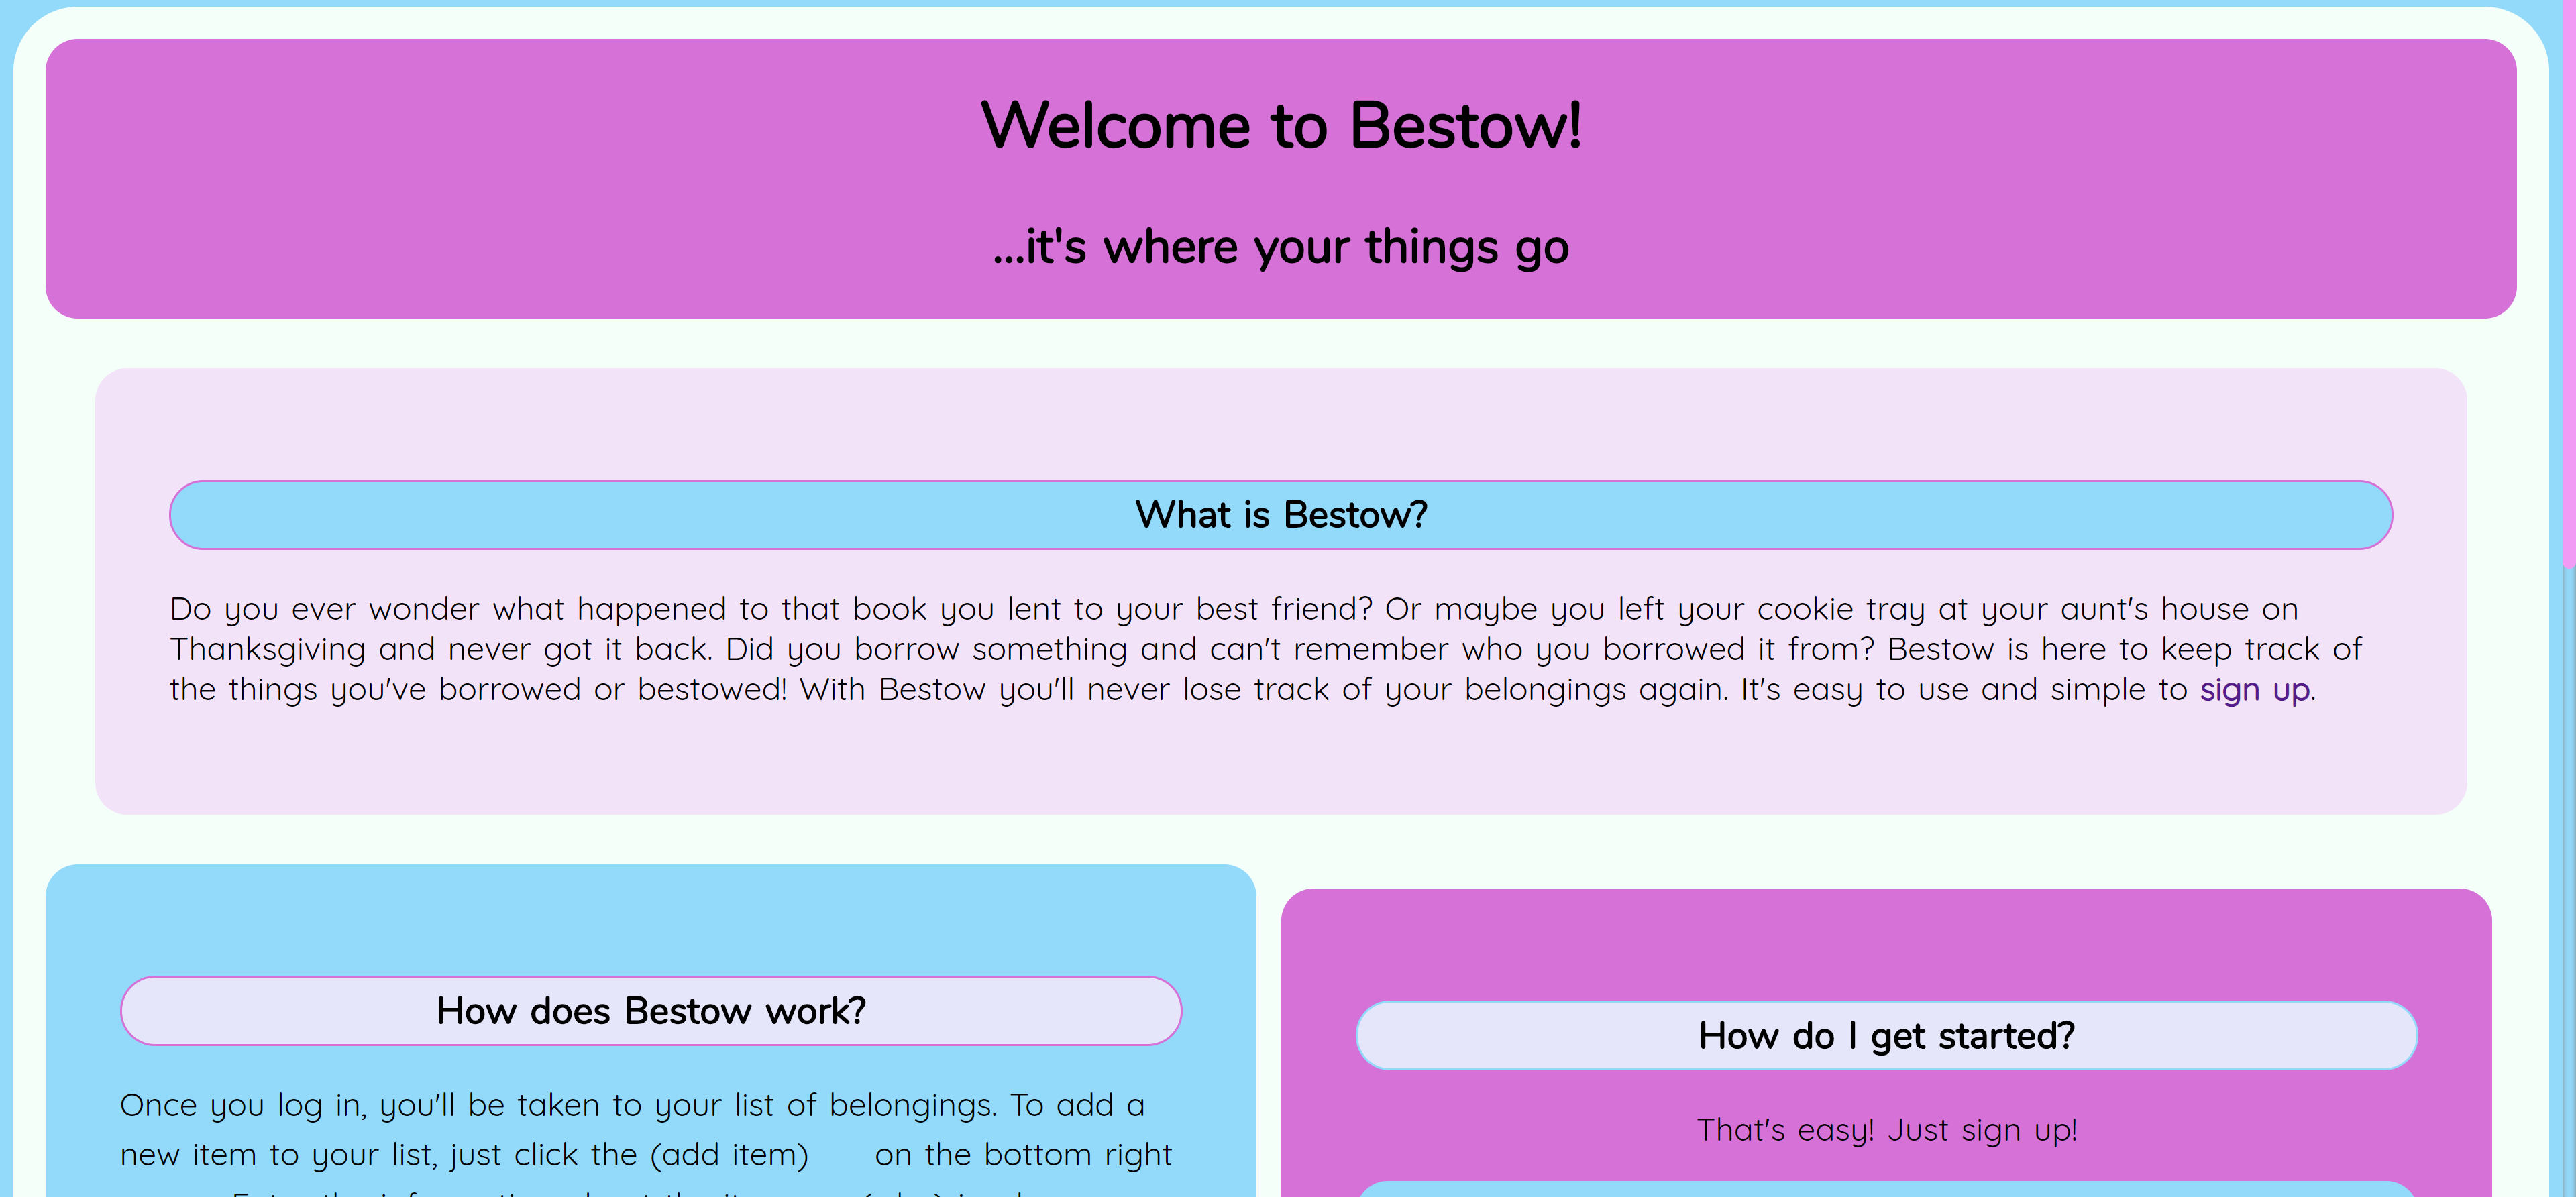 Welcome to Bestow!
...it's where your things go
What is Bestow?
Do you ever wonder what happened to that book you lent to your best friend? Or maybe you left your cookie tray at your aunt's house on
Thanksgiving and never got it back. Did you borrow something and can't remember who you borrowed it from? Bestow is here to keep track of
the things you've borrowed or bestowed! With Bestow you'll never lose track of your belongings again. It's easy to use and simple to sign up.
How does Bestow work?
Once you log in, you'll be taken to your list of belongings. To add a
new item to your list, just click the (add item) on the bottom right
How do I get started?
That's easy! Just sign up!